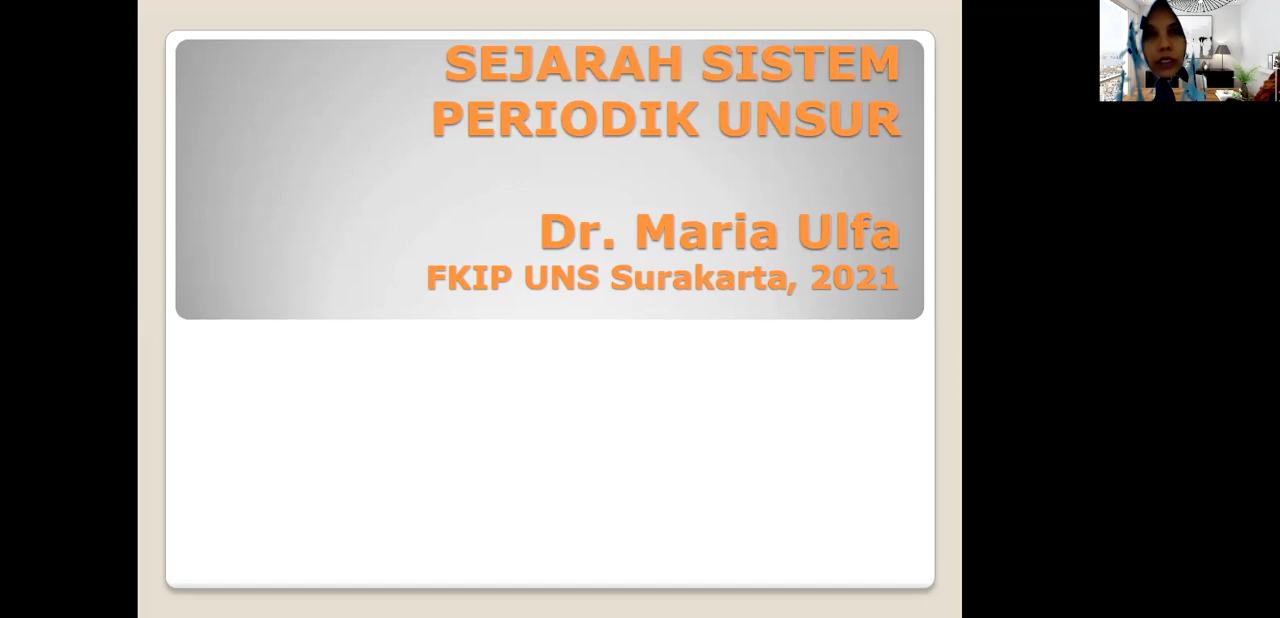 SEJARAH SISTEM
PERIODIK UNSUR
Dr. Maria Ulfa
FKIP UNS Surakarta, 2021